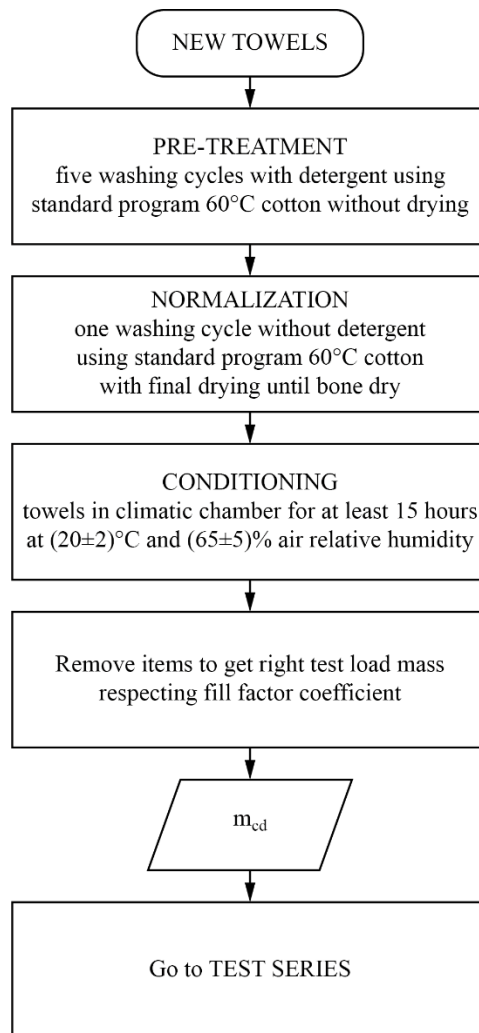 NEW TOWELS
PRE-TREATMENT
five washing cycles with detergent using
standard program 60°C cotton without drying
NORMALIZATION
one washing cycle without detergent
using standard program 60°C cotton
with final drying until bone dry
CONDITIONING
towels in climatic chamber for at least 15 hours
at (20±2)°C and (65±5)% air relative humidity
Remove items to get right test load mass
respecting fill factor coefficient
m_cd
Go to TEST SERIES